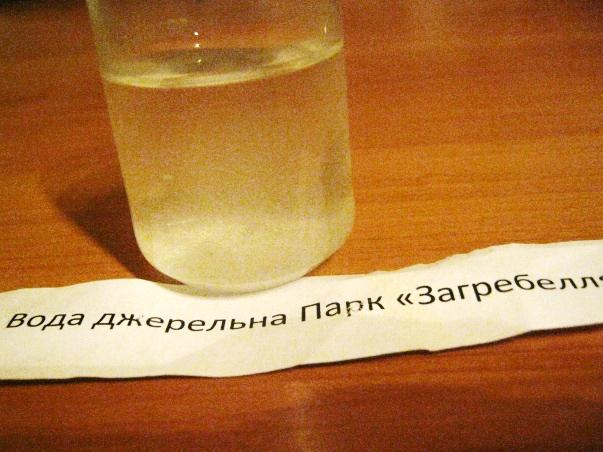 Вода джерельна Парк «Загребелл